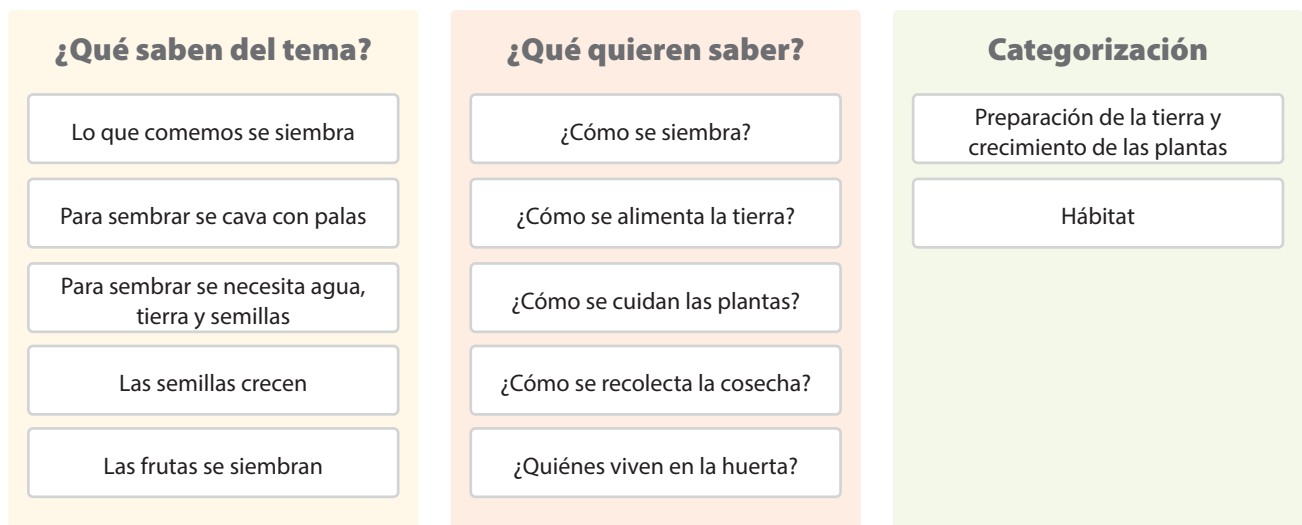 ¿Qué saben del tema?
Lo que comemos se siembra
Para sembrar se cava con palas
Para sembrar se necesita agua,
tierra y semillas
Las semillas crecen
Las frutas se siembran
¿Qué quieren saber?
¿Cómo se siembra?
¿Cómo se alimenta la tierra?
¿Cómo se cuidan las plantas?
¿Cómo se recolecta la cosecha?
¿Quiénes viven en la huerta?
Categorización
Preparación de la tierra y
crecimiento de las plantas
Hábitat